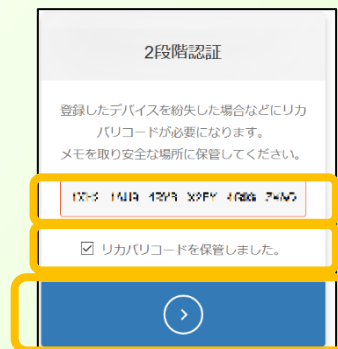 2段階認証
登録したデバイスを紛失した場合などにリカ
バリコードが必要になります。
メモを取り安全な場所に保管してください。
リカバリコードを保管しました。